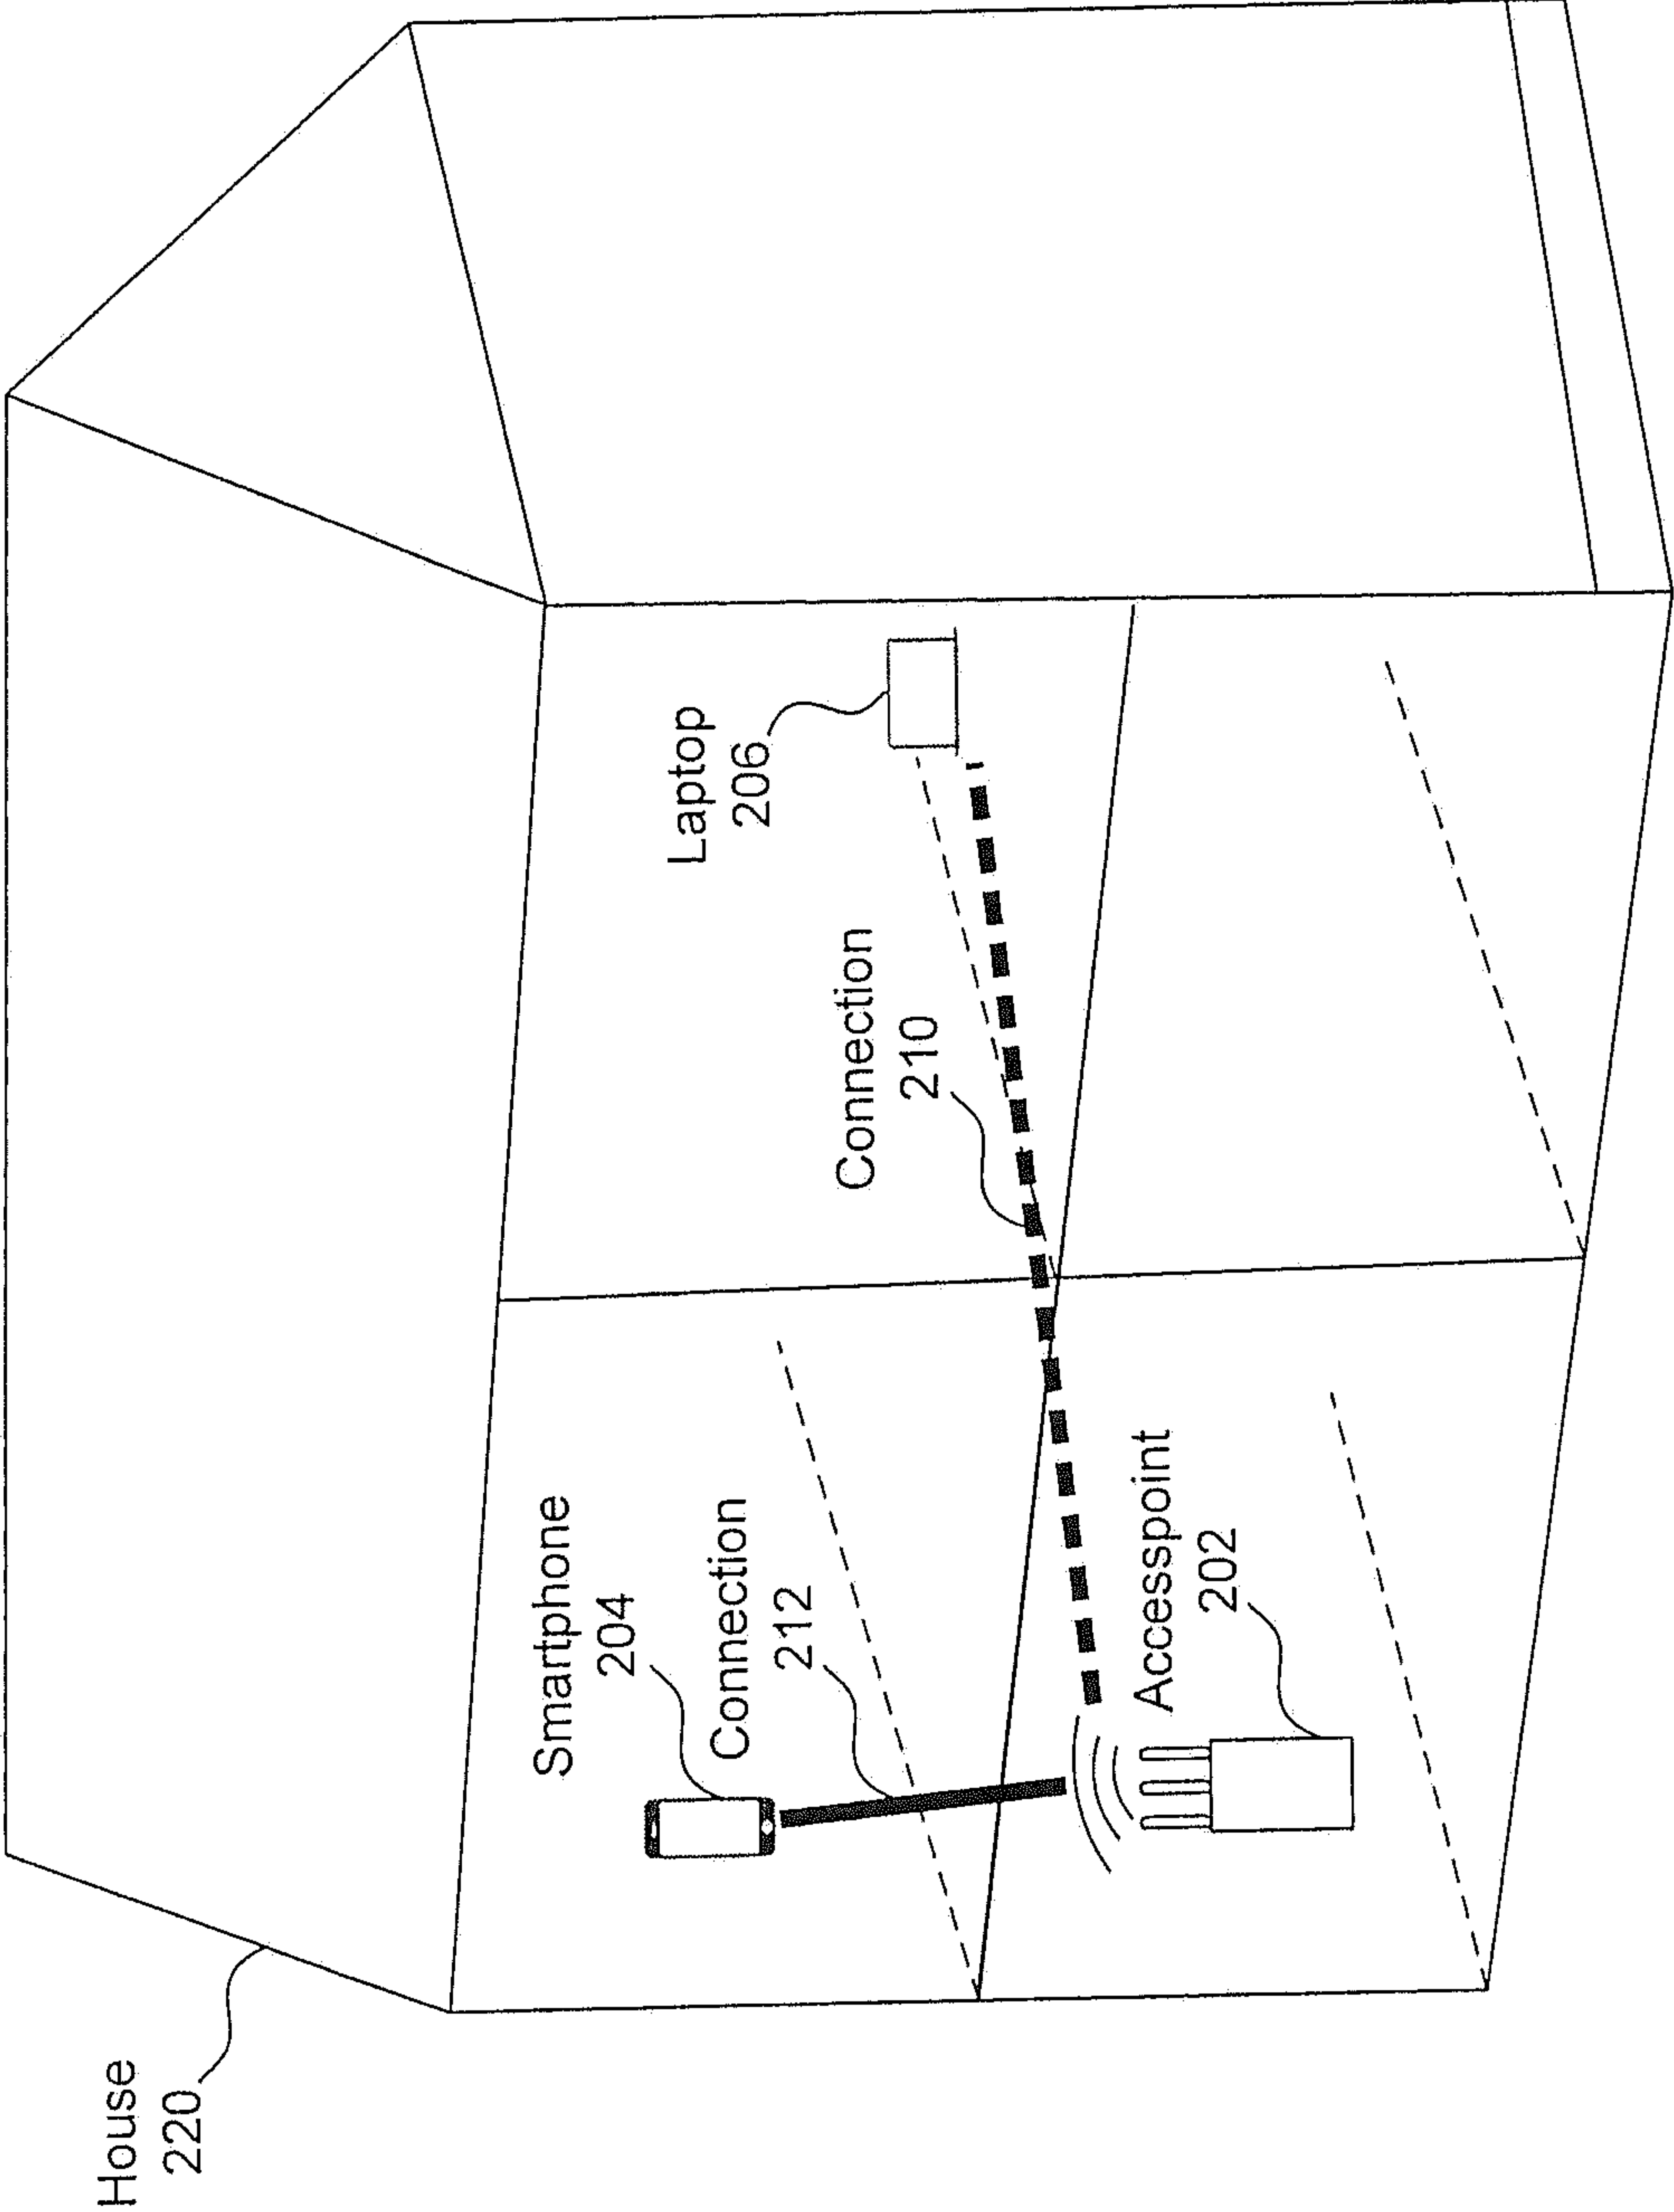 House
220
Smartphone
204
Connection
212
Accesspoint
202
Connection
210
Laptop
206